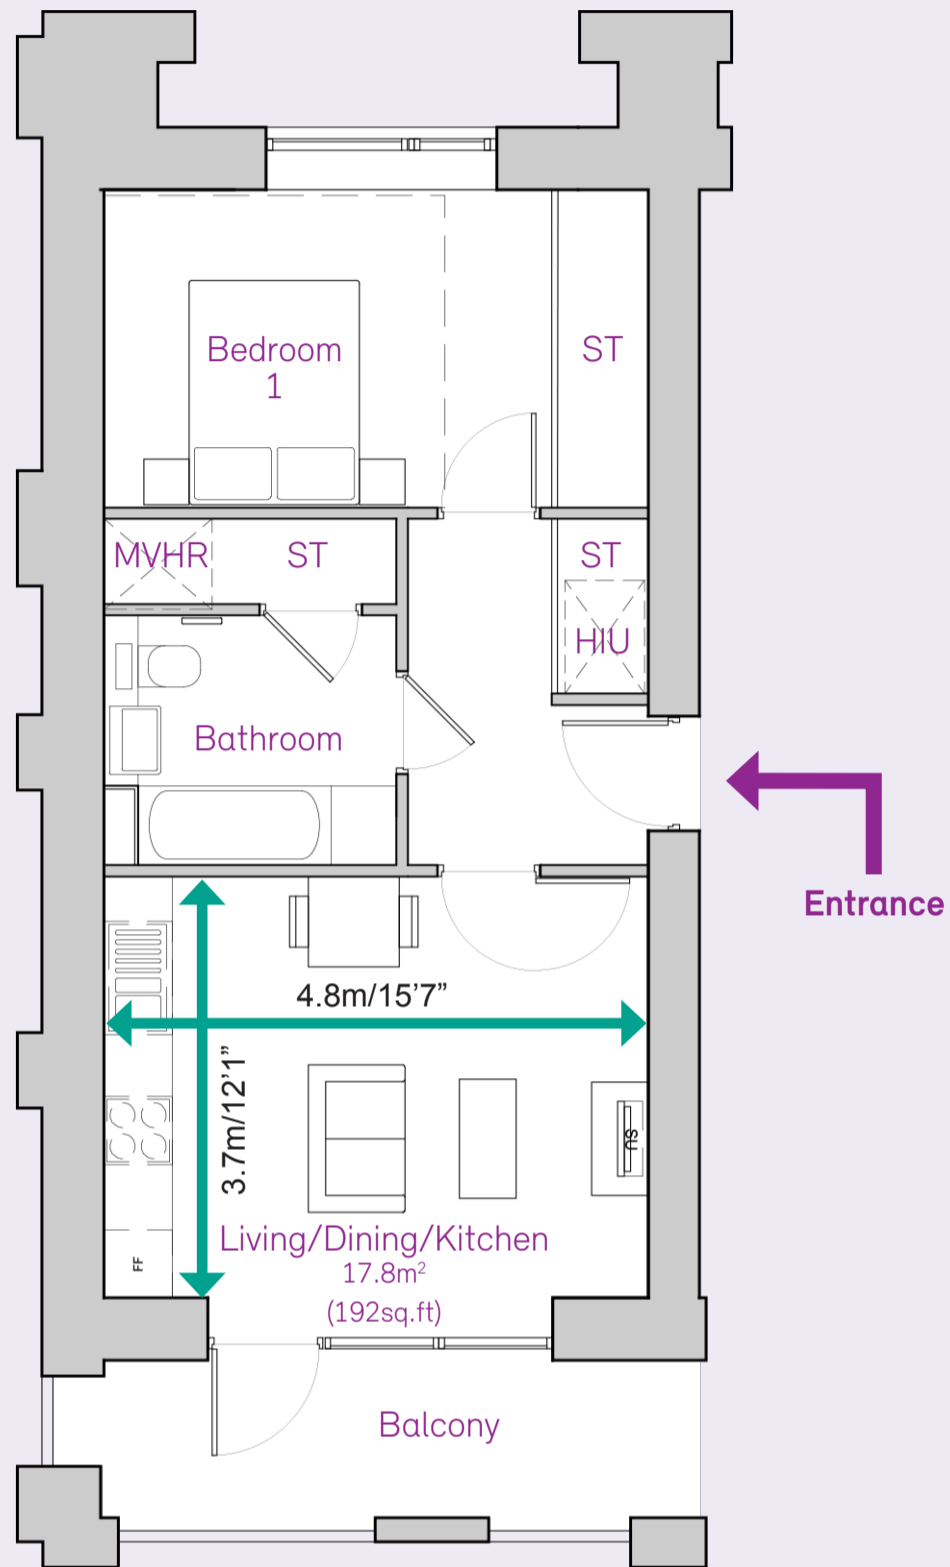 Bedroom
1
ST
MVHR
ST
ST
HIU
Bathroom
Entrance
4.8m/15’7”
3.7m/12’1”
SU
Living/Dining/Kitchen
17.8m²
(192sq.ft)
FF
Balcony